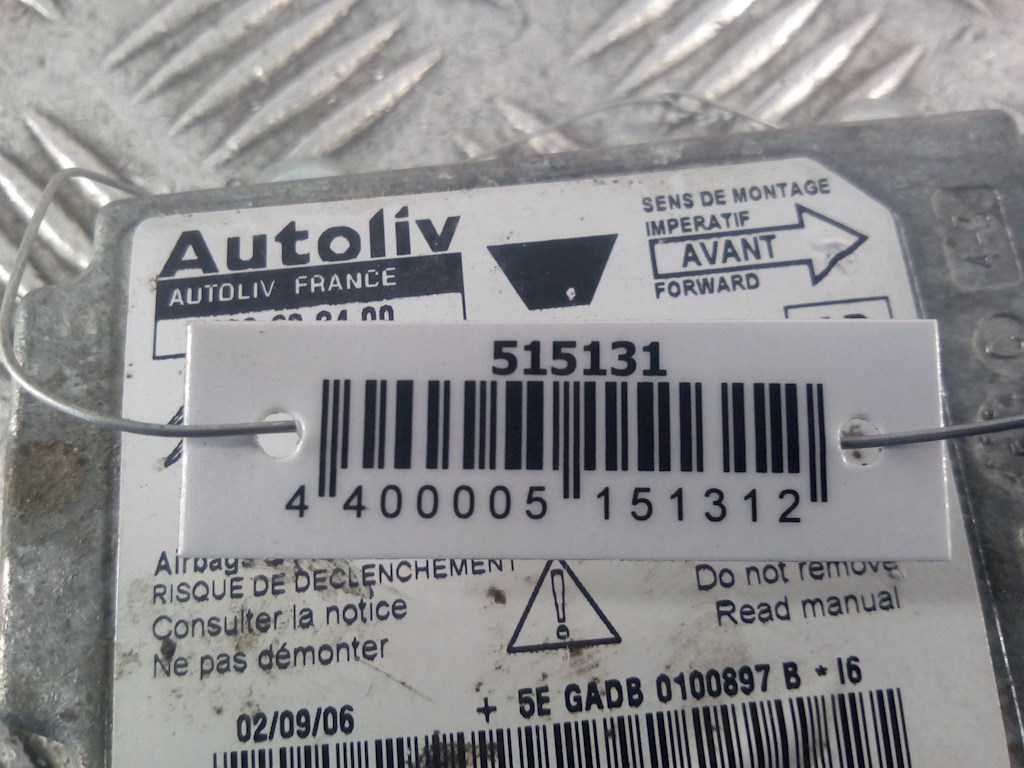 Autoliv
AUTOLIV FRANCE
SENS DE MONTAGE
IMPERATIF
AVANT
FORWARD
515131
4 400005 151312
Airbag
RISQUE DE DECLENCHEMENT
Consulter la notice
Ne pas démonter
Do not remove
Read manual
+ 5E GADB 0100897 B * I6
02/09/06